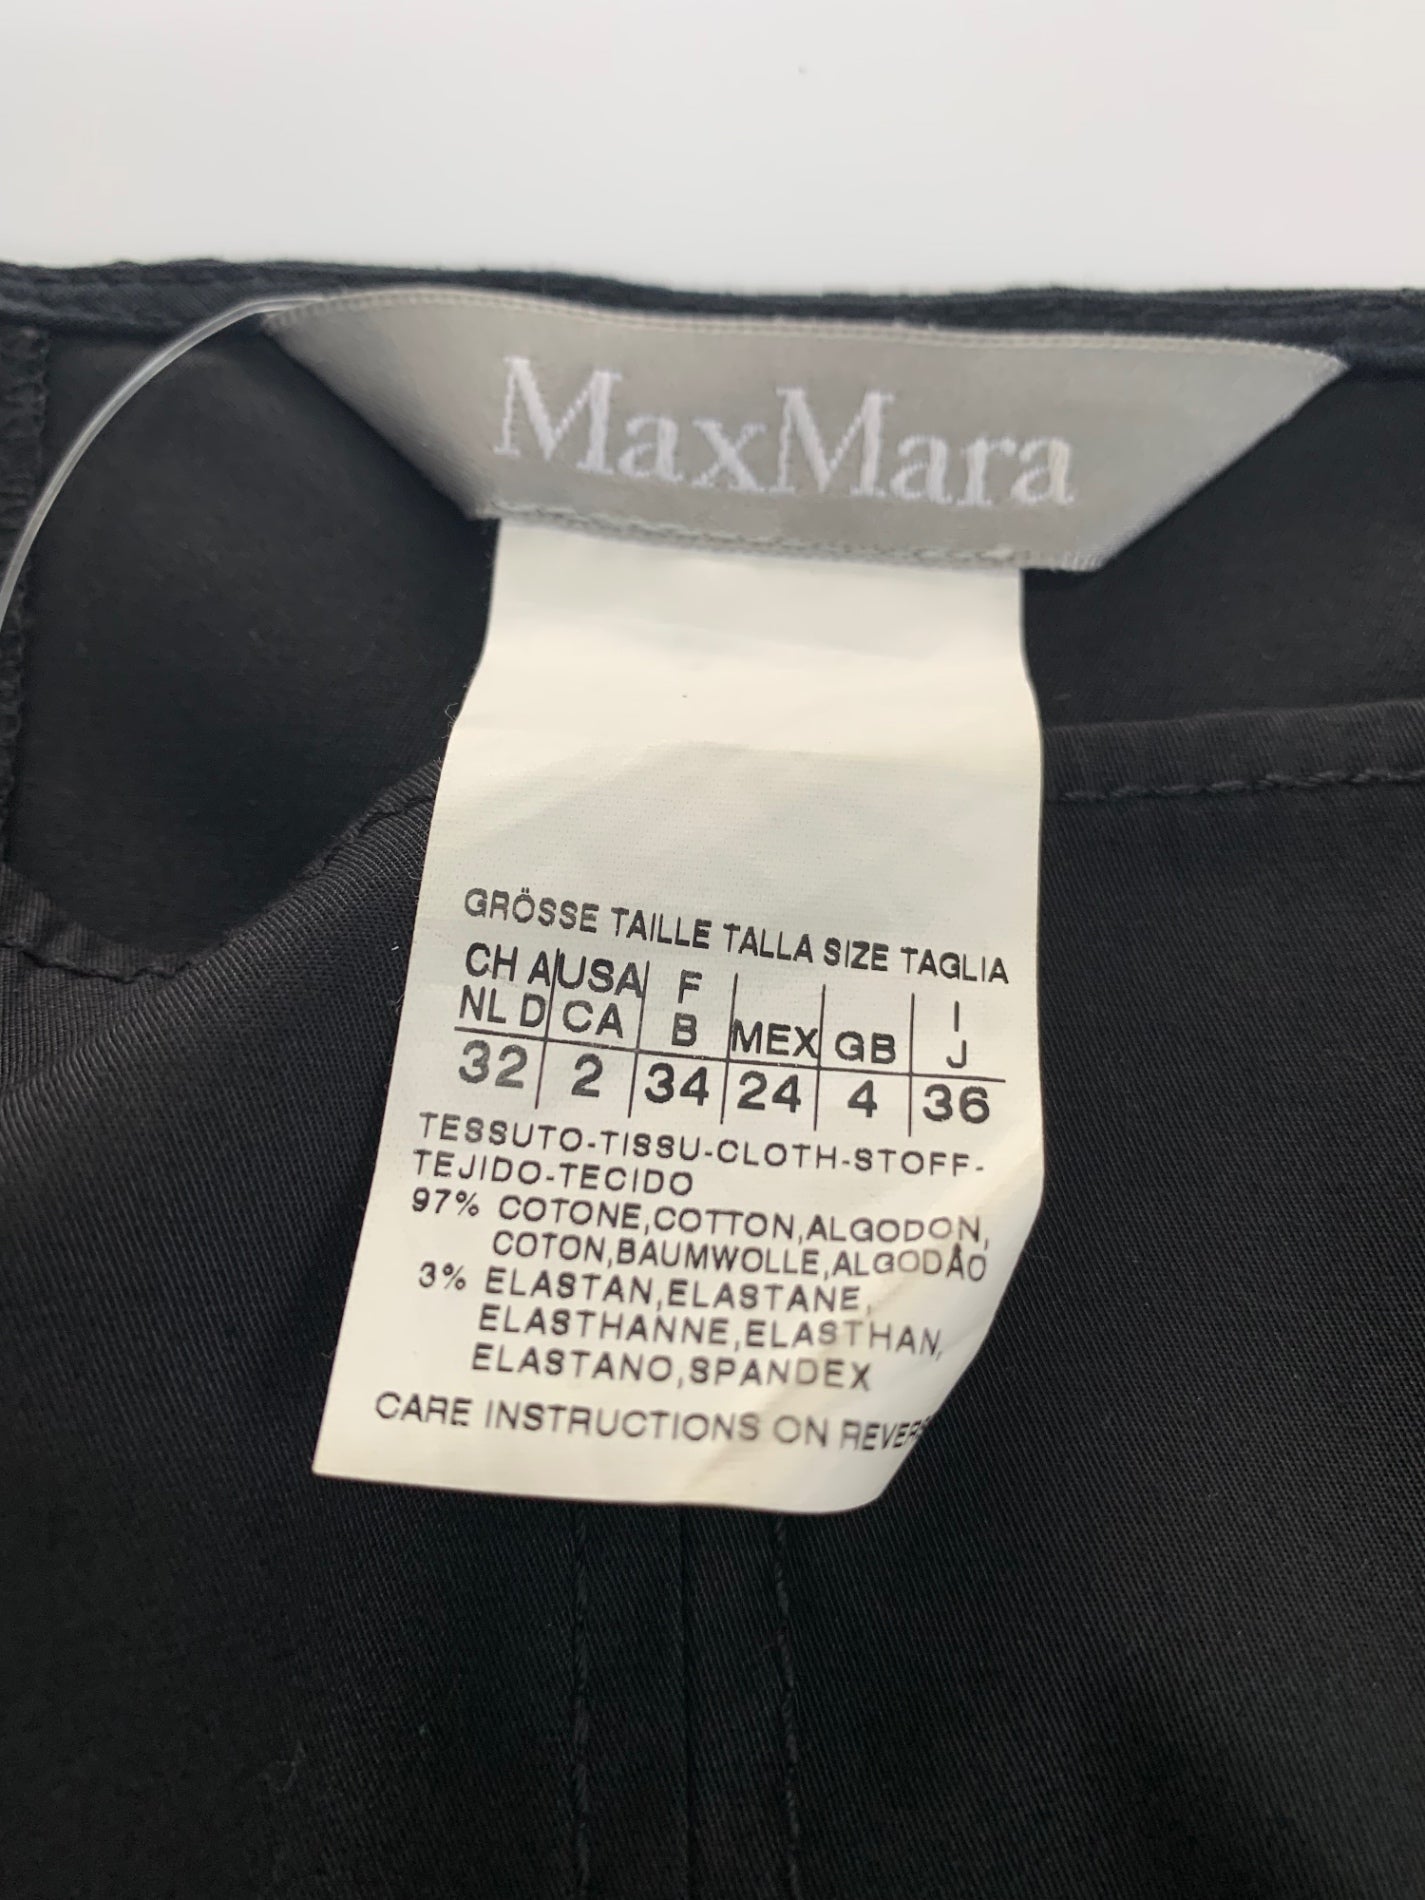 MaxMara
GRÖSSE TAILLE TALLA SIZE TAGLIA
CH A USA F I
NL D CA B MEX GB J
32 2 34 24 4 36
TESSUTO-TISSU-CLOTH-STOFF-
TEJIDO-TECIDO
97% COTONE,COTTON,ALGODON,
COTON,BAUMWOLLE,ALGODÃO
3% ELASTAN,ELASTANE,
ELASTHANNE,ELASTHAN,
ELASTANO,SPANDEX
CARE INSTRUCTIONS ON